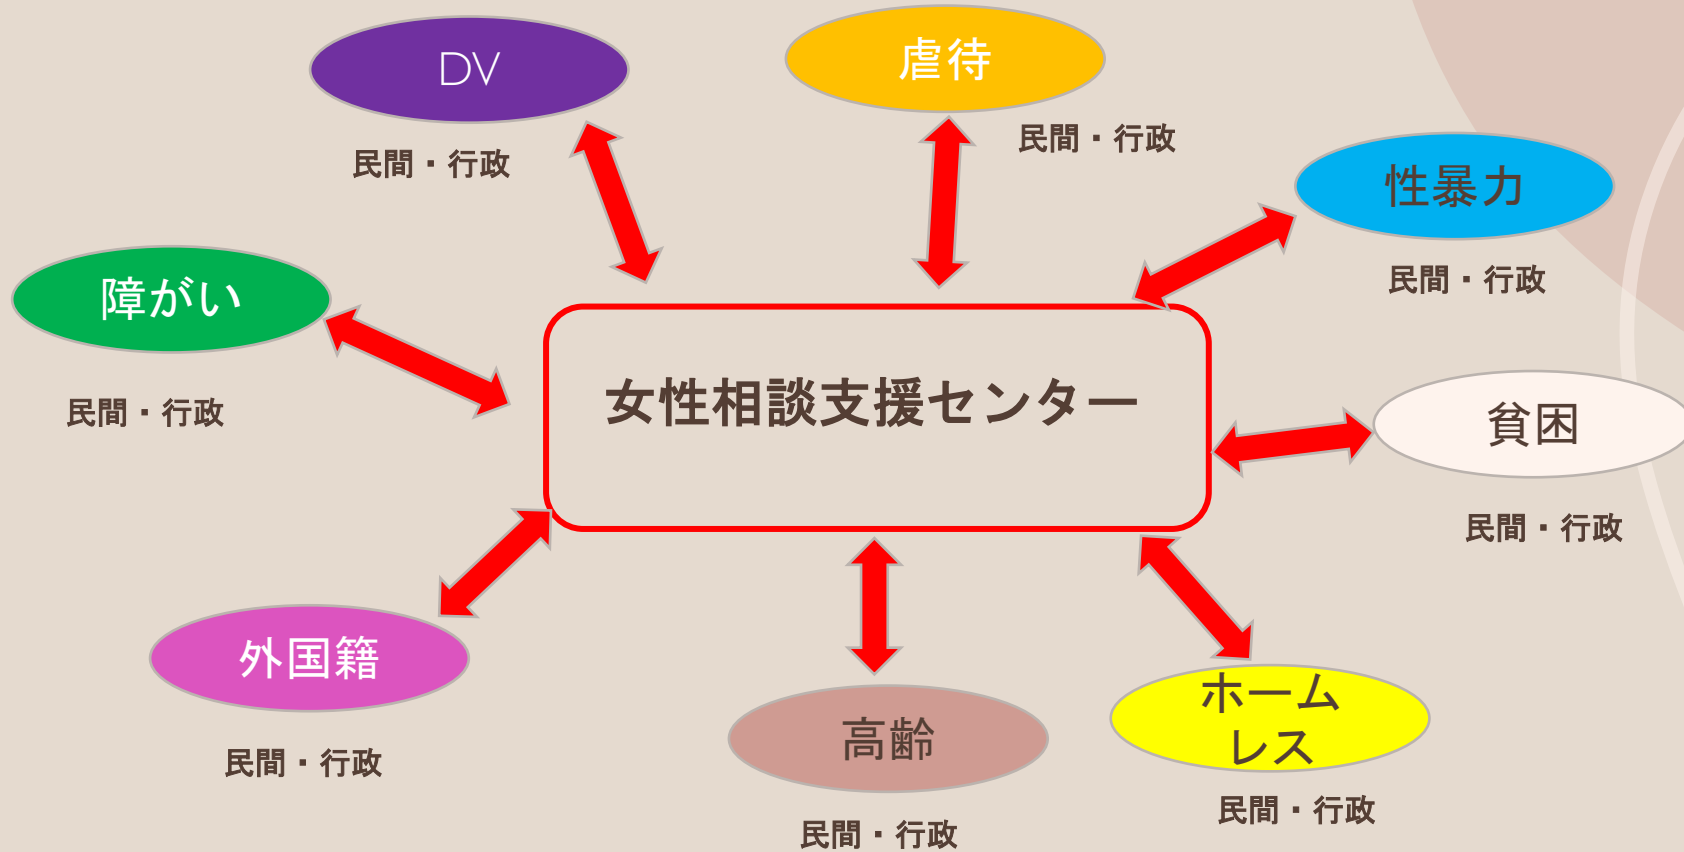 DV
民間・行政
虐待
民間・行政
性暴力
民間・行政
障がい
民間・行政
女性相談支援センター
貧困
民間・行政
外国籍
民間・行政
高齢
民間・行政
ホーム
レス
民間・行政